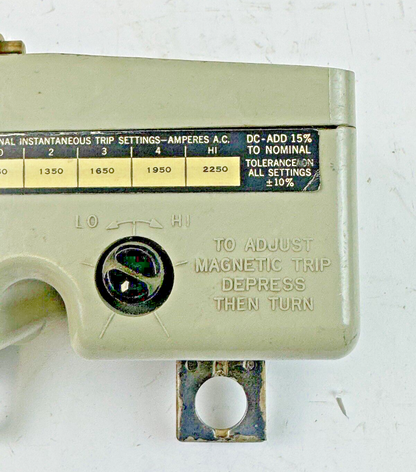 INSTANTANEOUS TRIP SETTINGS-AMPERES A.C.
2 3 4 HI
1350 1650 1950 2250
DC-ADD 15%
TO NOMINAL
TOLERANCE ON
ALL SETTINGS
±10%
LO HI
TO ADJUST
MAGNETIC TRIP
DEPRESS
THEN TURN